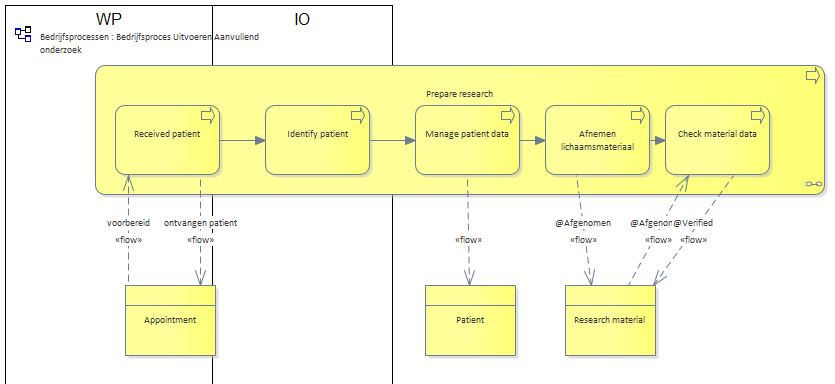 WP
IO
Bedrijfsprocessen : Bedrijfsproces Uitvoeren Aanvullend
onderzoek
Prepare research
Received patient
Identify patient
Manage patient data
Afnemen
lichaamsmateriaal
Check material data
voorbereid
«flow»
ontvangen patient
«flow»
«flow»
@Afgenomen
«flow»
@Afgenom
«flow»
@Verified
«flow»
Appointment
Patient
Research material